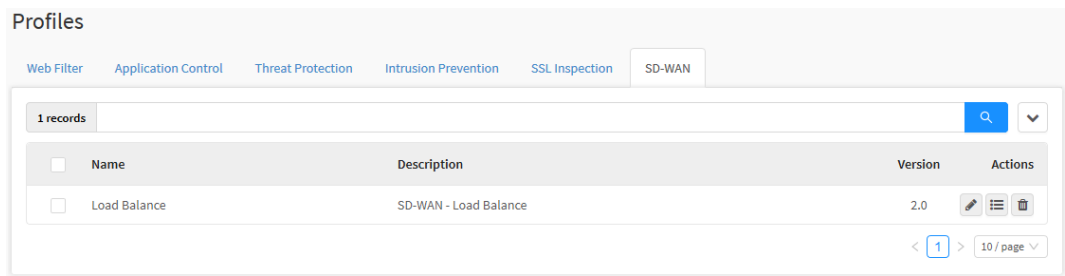 Profiles
Web Filter Application Control Threat Protection Intrusion Prevention SSL Inspection SD-WAN
1 records
Name Description Version Actions
Load Balance SD-WAN - Load Balance 2.0
< 1 > 10 / page